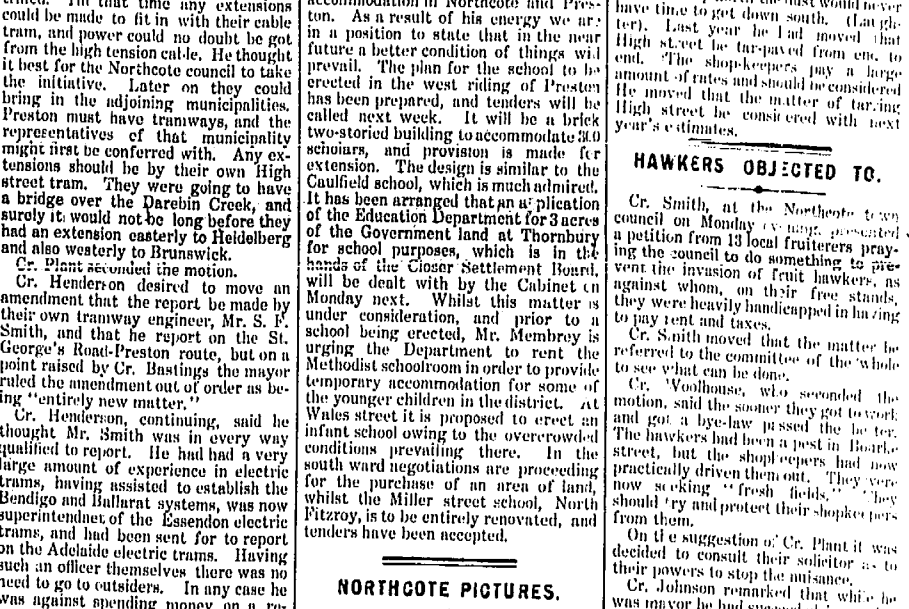 that time any extensions
could be made to fit in with their cable
tram, and power could no doubt be got
from the high tension cable. He thought
it best for the Northcote council to take
the initiative. Later on they could
bring in the adjoining municipalities.
Preston must have tramways, and the
representatives of that municipality
might first be conferred with. Any ex-
tensions should be by their own High
street tram. They were going to have
a bridge over the Darebin Creek, and
surely it would not be long before they
had an extension easterly to Heidelberg
and also westerly to Brunswick.
Cr. Plant seconded the motion.
Cr. Henderson desired to move an
amendment that the report be made by
their own tramway engineer, Mr. S. F.
Smith, and that he report on the St.
George's Road-Preston route, but on a
point raised by Cr. Bastings the mayor
ruled the amendment out of order as be-
ing "entirely new matter."
Cr. Henderson, continuing, said he
thought Mr. Smith was in every way
qualified to report. He had had a very
large amount of experience in electric
trams, having assisted to establish the
Bendigo and Ballarat systems, was now
superintendnet of the Essendon electric
trams, and had been sent for to report
on the Adelaide electric trams. Having
such an officer themselves there was no
need to go to outsiders. In any case he
was against spending money on a
accommodation in Northcote and Pres-
ton. As a result of his energy we are
in a position to state that in the near
future a better condition of things will
prevail. The plan for the school to be
erected in the west riding of Preston
has been prepared, and tenders will be
called next week. It will be a brick
two-storied building to accommodate 300
scholars, and provision is made for
extension. The design is similar to the
Caulfield school, which is much admired.
It has been arranged that an application
of the Education Department for 3 acres
of the Government land at Thornbury
for school purposes, which is in the
hands of the Closer Settlement Board,
will be dealt with by the Cabinet on
Monday next. Whilst this matter is
under consideration, and prior to a
school being erected, Mr. Membrey is
urging the Department to rent the
Methodist schoolroom in order to provide
temporary accommodation for some of
the younger children in the district. At
Wales street it is proposed to erect an
infant school owing to the overcrowded
conditions prevailing there. In the
south ward negotiations are proceeding
for the purchase of an area of land,
whilst the Miller street school, North
Fitzroy, is to be entirely renovated, and
tenders have been accepted.
NORTHCOTE PICTURES.
would never
have time to get down south. (Laugh-
ter). Last year he had moved that
High street be tar-paved from end to
end. The shop-keepers pay a large
amount of rates and should be considered
He moved that the matter of tarring
High street be considered with next
year's estimates.
HAWKERS OBJECTED TO.
Cr. Smith, at the Northcote town
council on Monday evening, presented
a petition from 13 local fruiterers pray-
ing the council to do something to pre-
vent the invasion of fruit hawkers, as
against whom, on their free stands,
they were heavily handicapped in having
to pay rent and taxes.
Cr. Smith moved that the matter be
referred to the committee of the whole
to see what can be done.
Cr. Woolhouse, who seconded the
motion, said the sooner they got to work
and got a bye-law passed the better.
The hawkers had been a pest in Bourke
street, but the shopkeepers had now
practically driven them out. They were
now seeking "fresh fields." They
should try and protect their shopkeepers
from them.
On the suggestion of Cr. Plant it was
decided to consult their solicitor as to
their powers to stop the nuisance.
Cr. Johnson remarked that while he
was mayor he had